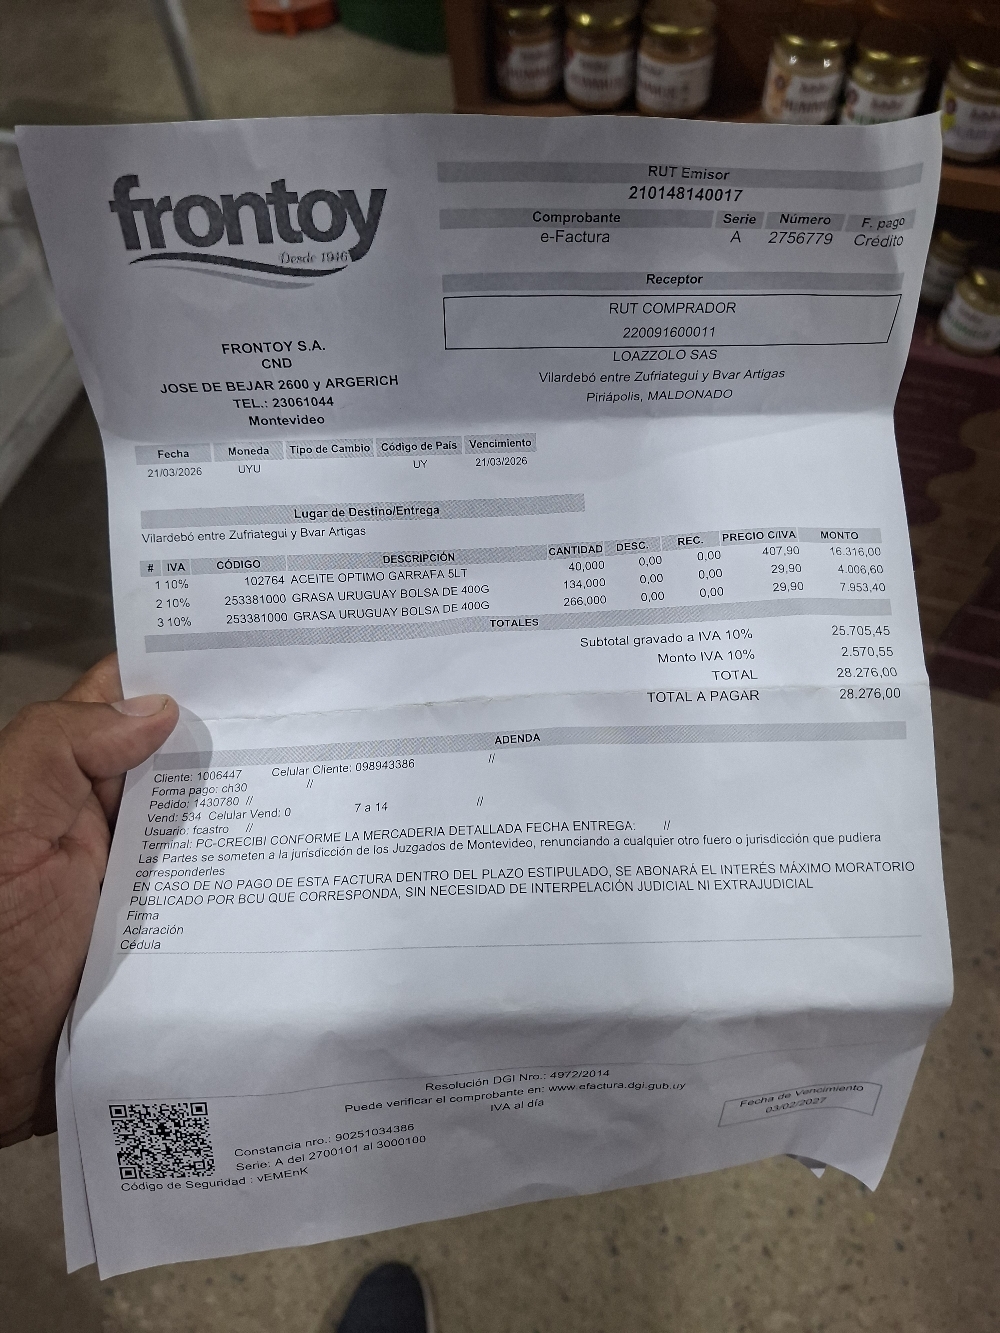 frontoy
Desde 1946
RUT Emisor
210148140017
Comprobante Serie Número F. pago
e-Factura A 2756779 Crédito
Receptor
RUT COMPRADOR
220091600011
LOAZZOLO SAS
Vilardebó entre Zufriategui y Bvar Artigas
Piriápolis, MALDONADO
FRONTOY S.A.
CND
JOSE DE BEJAR 2600 y ARGERICH
TEL.: 23061044
Montevideo
Fecha Moneda Tipo de Cambio Código de País Vencimiento
21/03/2026 UYU UY 21/03/2026
Lugar de Destino/Entrega
Vilardebó entre Zufriategui y Bvar Artigas
# IVA CÓDIGO DESCRIPCIÓN CANTIDAD DESC. REC. PRECIO C/IVA MONTO
1 10% 102764 ACEITE OPTIMO GARRAFA 5LT 40,000 0,00 0,00 407,90 16.316,00
2 10% 253381000 GRASA URUGUAY BOLSA DE 400G 134,000 0,00 0,00 29,90 4.006,60
3 10% 253381000 GRASA URUGUAY BOLSA DE 400G 266,000 0,00 0,00 29,90 7.953,40
TOTALES
Subtotal gravado a IVA 10% 25.705,45
Monto IVA 10% 2.570,55
TOTAL 28.276,00
TOTAL A PAGAR 28.276,00
ADENDA
Cliente: 1006447 Celular Cliente: 098943386 //
Forma pago: ch30 //
Pedido: 1430780 //
Vend: 534 Celular Vend: 0 7 a 14 //
Usuario: fcastro //
Terminal: PC-CRECIBI CONFORME LA MERCADERIA DETALLADA FECHA ENTREGA: //
Las Partes se someten a la jurisdicción de los Juzgados de Montevideo, renunciando a cualquier otro fuero o jurisdicción que pudiera
corresponderles
EN CASO DE NO PAGO DE ESTA FACTURA DENTRO DEL PLAZO ESTIPULADO, SE ABONARÁ EL INTERÉS MÁXIMO MORATORIO
PUBLICADO POR BCU QUE CORRESPONDA, SIN NECESIDAD DE INTERPELACIÓN JUDICIAL NI EXTRAJUDICIAL
Firma
Aclaración
Cédula
Resolución DGI Nro.: 4972/2014
Puede verificar el comprobante en: www.efactura.dgi.gub.uy
IVA al día
Fecha de Vencimiento
03/02/2027
Constancia nro.: 90251034386
Serie: A del 2700101 al 3000100
Código de Seguridad : vEMEnK